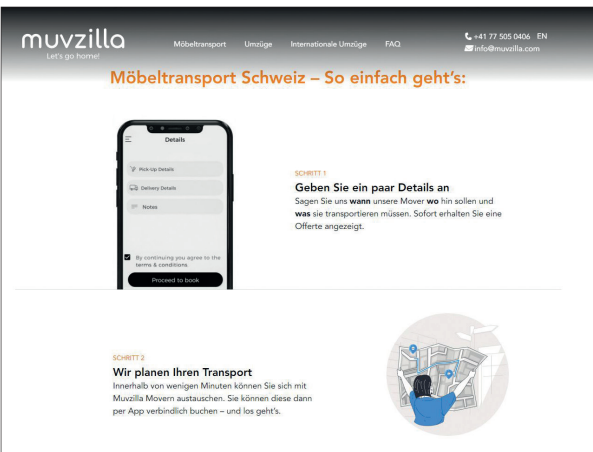 muvzilla
Let's go home!
Möbeltransport Umzüge Internationale Umzüge FAQ
+41 77 505 0406 EN
info@muvzilla.com
Möbeltransport Schweiz – So einfach geht's:
Details
Pick-Up Details
Delivery Details
Notes
By continuing you agree to the
terms & conditions
Proceed to book
SCHRITT 1
Geben Sie ein paar Details an
Sagen Sie uns wann unsere Mover wo hin sollen und
was sie transportieren müssen. Sofort erhalten Sie eine
Offerte angezeigt.
SCHRITT 2
Wir planen Ihren Transport
Innerhalb von wenigen Minuten können Sie sich mit
Muvzilla Movern austauschen. Sie können diese dann
per App verbindlich buchen – und los geht's.